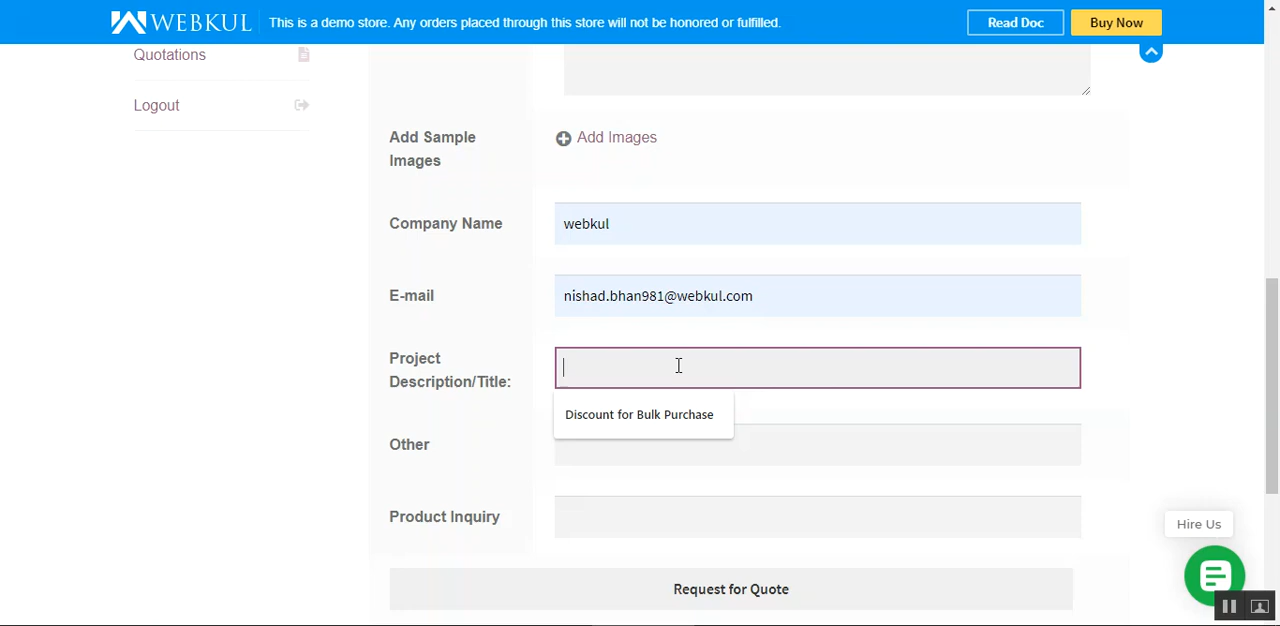 WEBKUL
This is a demo store. Any orders placed through this store will not be honored or fulfilled.
Read Doc
Buy Now
Quotations
Logout
Add Sample
Images
Add Images
Company Name
webkul
E-mail
nishad.bhan981@webkul.com
Project
Description/Title:
Discount for Bulk Purchase
Other
Product Inquiry
Hire Us
Request for Quote